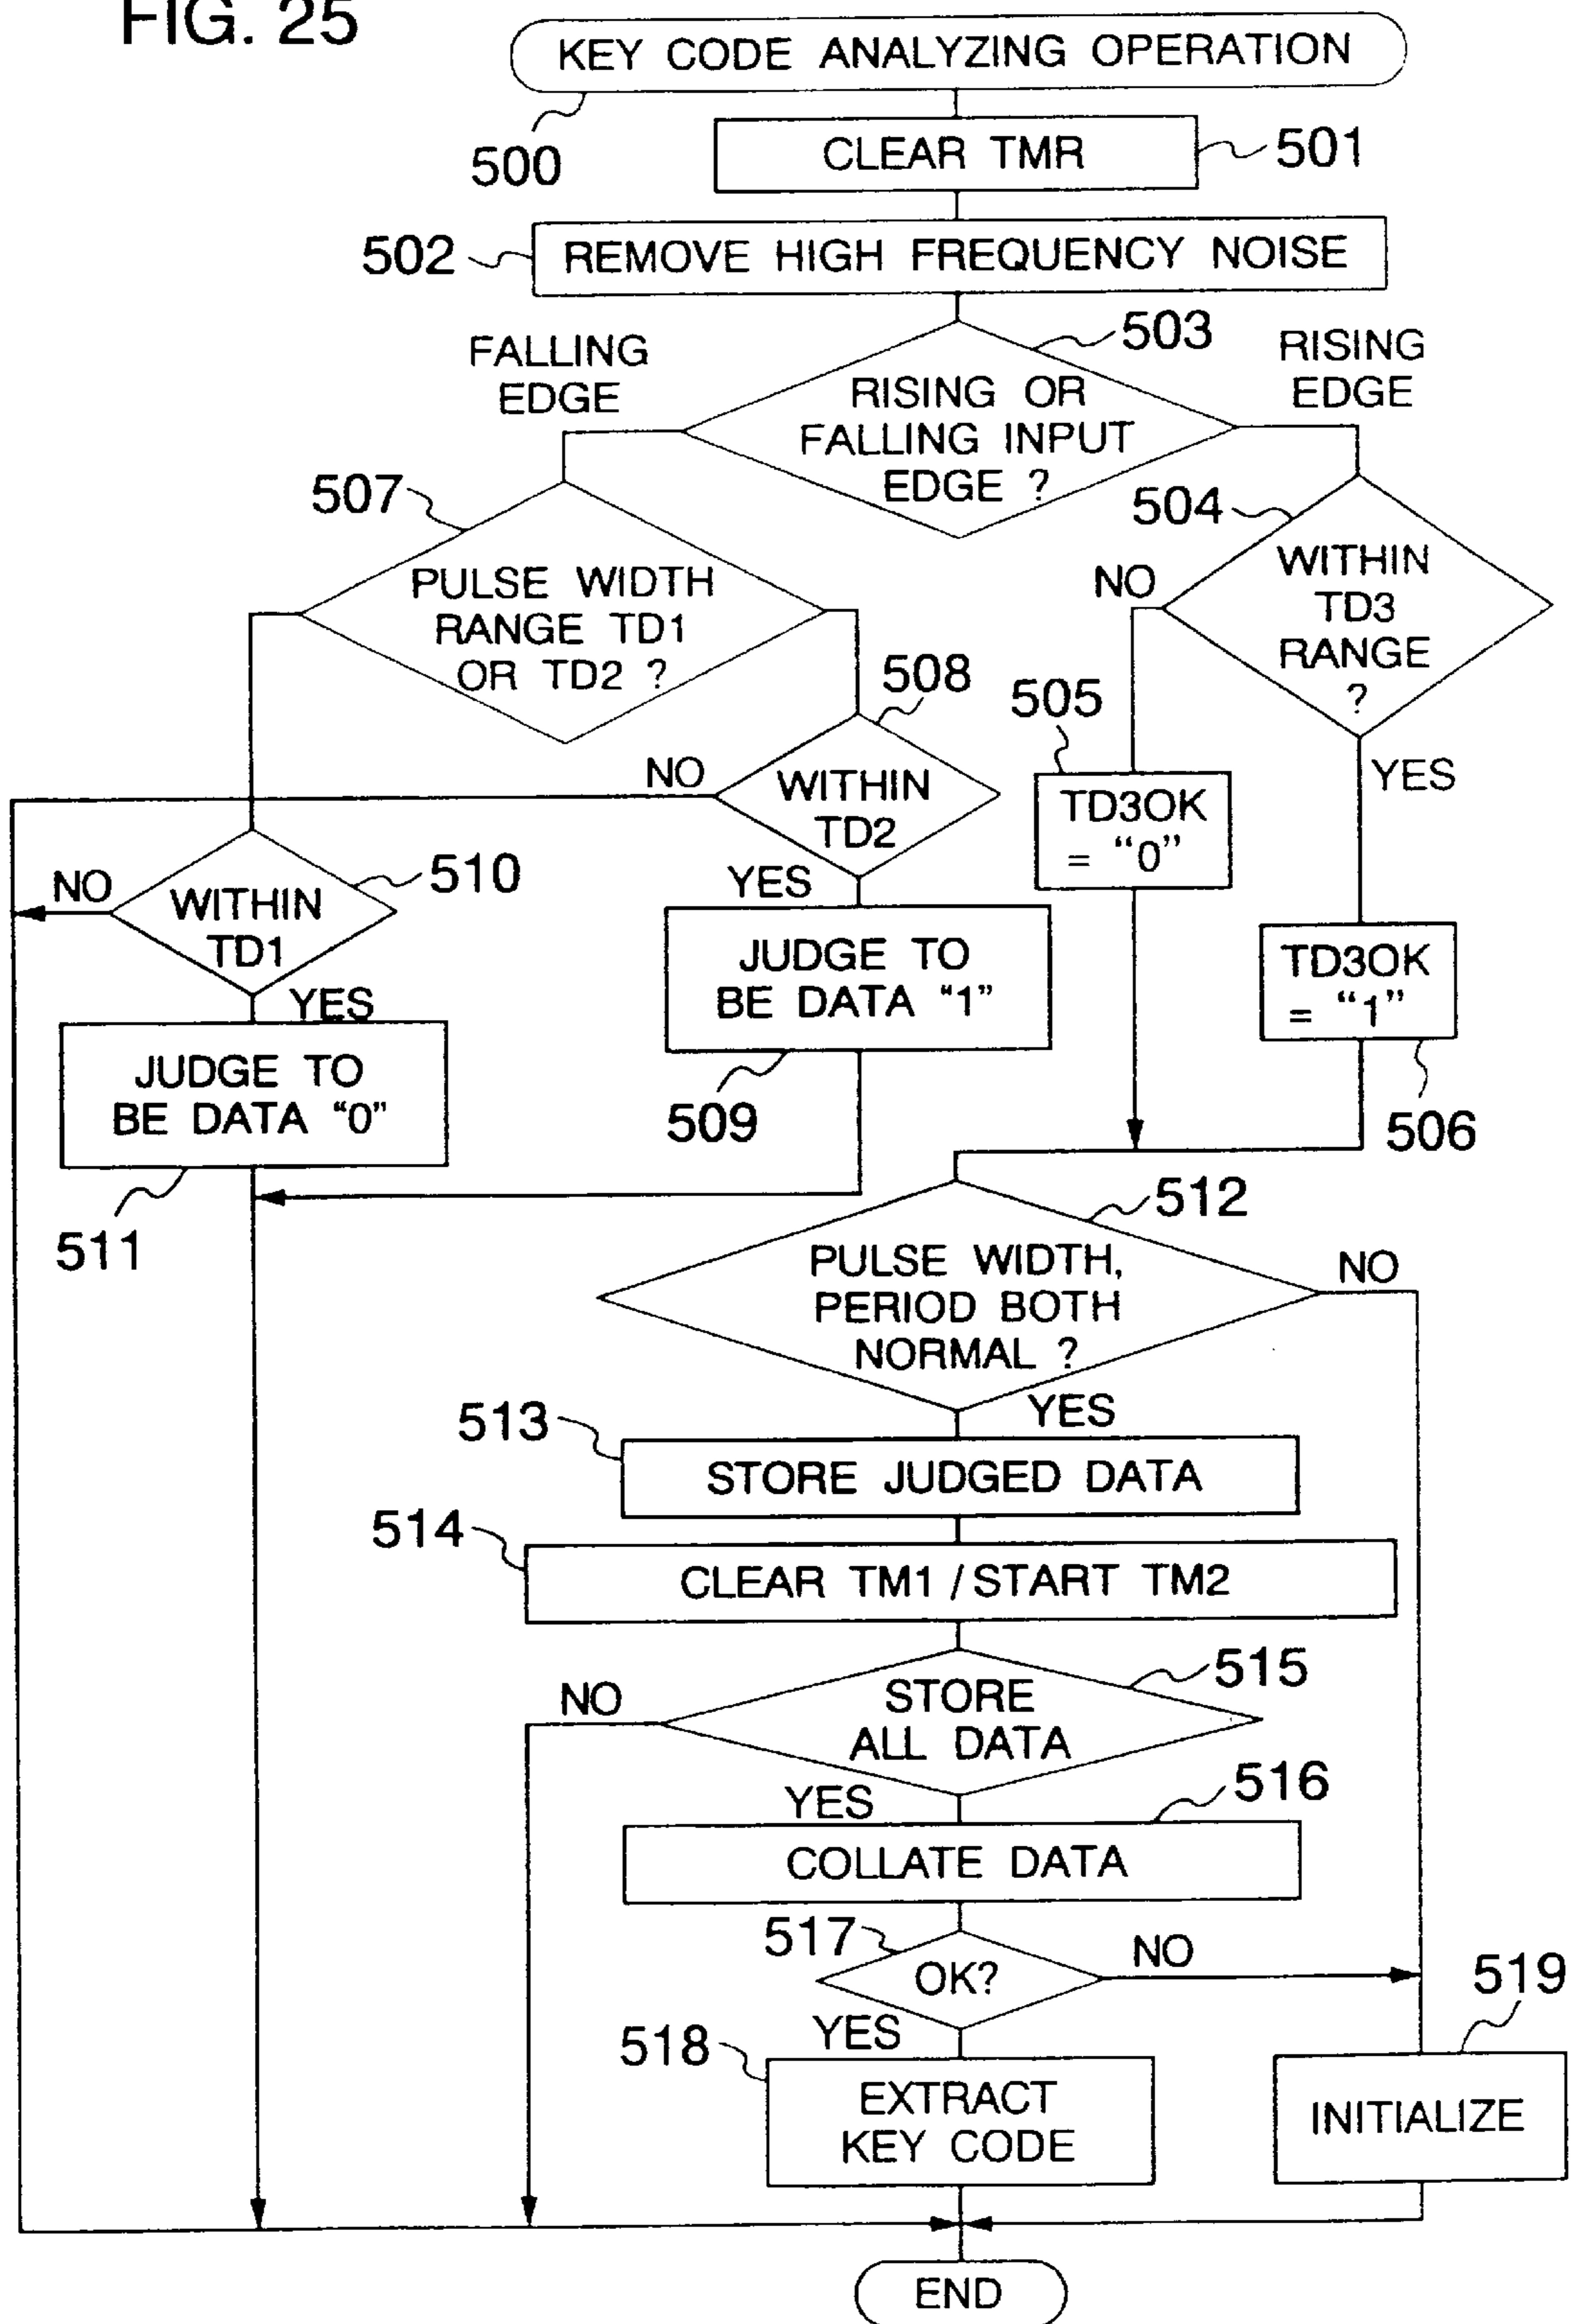 FIG. 25
KEY CODE ANALYZING OPERATION
500
CLEAR TMR
501
502
REMOVE HIGH FREQUENCY NOISE
503
FALLING
EDGE
RISING
EDGE
RISING OR
FALLING INPUT
EDGE ?
507
504
PULSE WIDTH
RANGE TD1
OR TD2 ?
NO
WITHIN
TD3
RANGE
?
508
505
NO
WITHIN
TD2
YES
TD3OK
= "0"
NO
510
WITHIN
TD1
YES
YES
JUDGE TO
BE DATA "1"
TD3OK
= "1"
JUDGE TO
BE DATA "0"
509
506
511
512
PULSE WIDTH,
PERIOD BOTH
NORMAL ?
NO
YES
513
STORE JUDGED DATA
514
CLEAR TM1 / START TM2
515
NO
STORE
ALL DATA
YES
516
COLLATE DATA
517
OK?
NO
YES
519
518
EXTRACT
KEY CODE
INITIALIZE
END